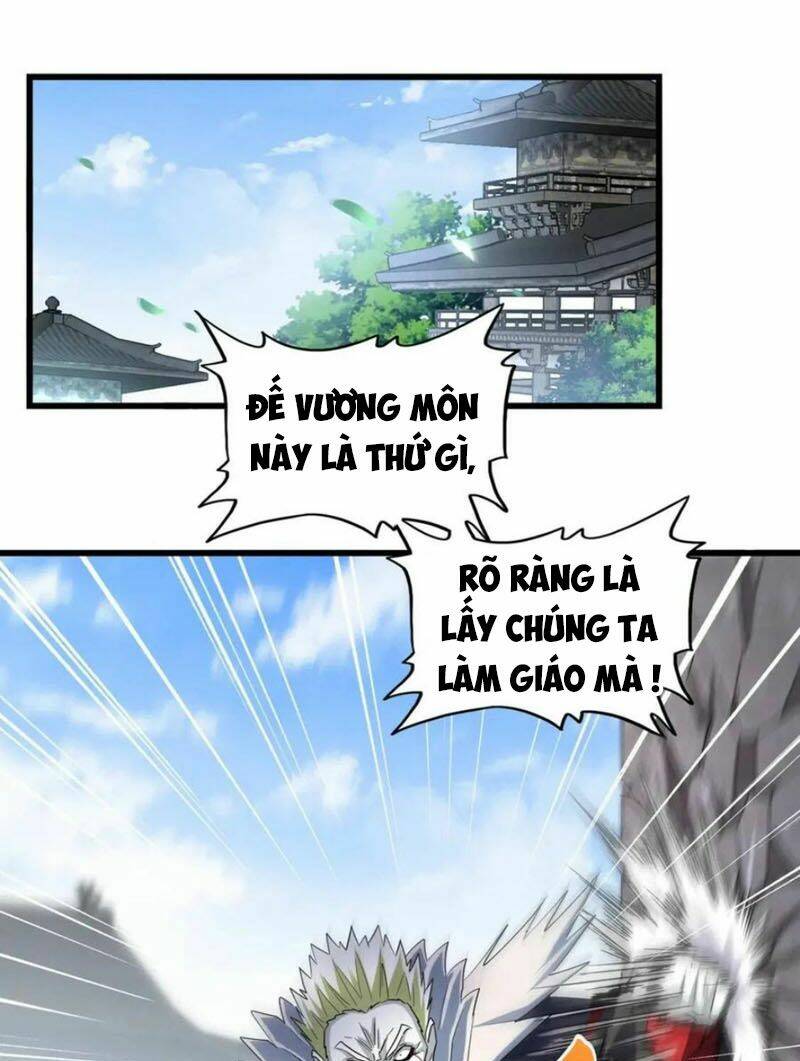 ĐẾ VƯƠNG MÔN
NÀY LÀ THỨ GÌ,
RÕ RÀNG LÀ
LẤY CHÚNG TA
LÀM GIÁO MÀ !